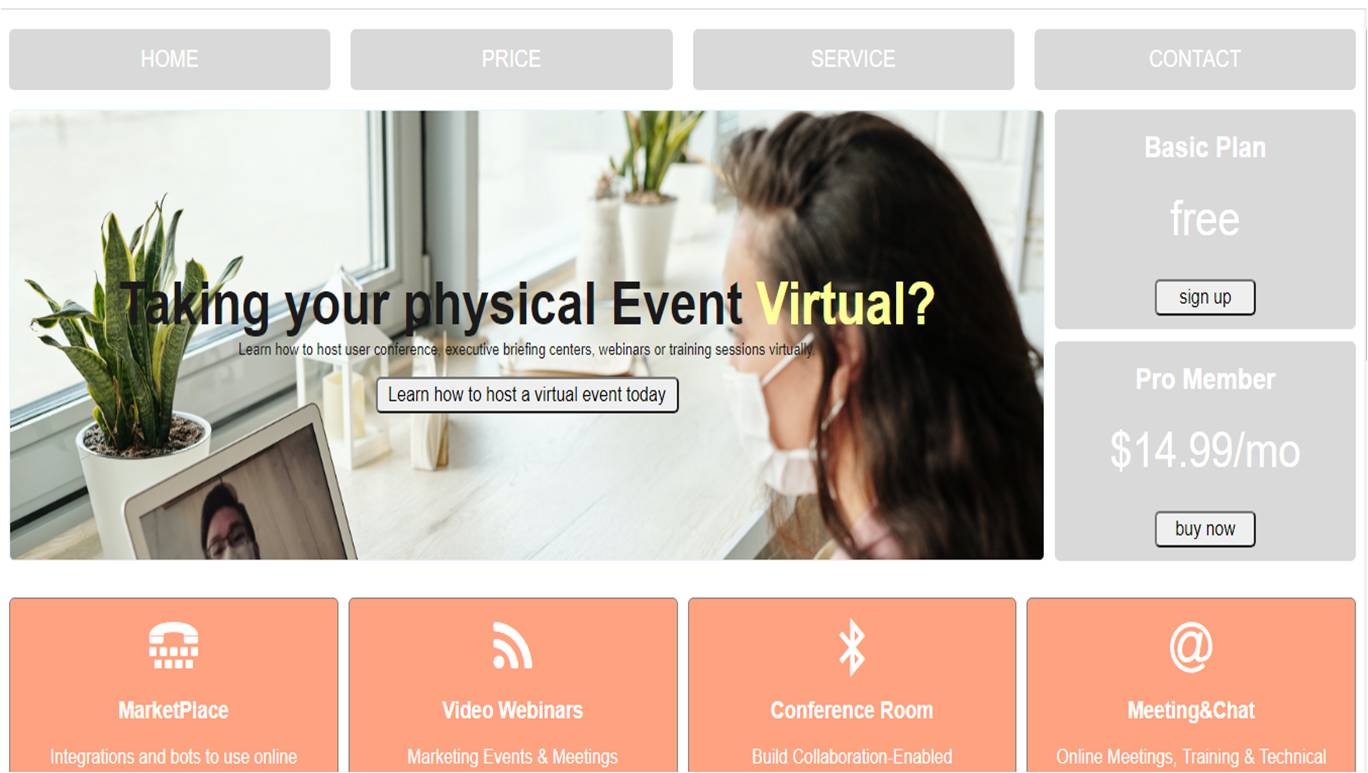 HOME
PRICE
SERVICE
CONTACT
Taking your physical Event Virtual?
Learn how to host user conference, executive briefing centers, webinars or training sessions virtually.
Learn how to host a virtual event today
Basic Plan
free
sign up
Pro Member
$14.99/mo
buy now
MarketPlace
Integrations and bots to use online
Video Webinars
Marketing Events & Meetings
Conference Room
Build Collaboration-Enabled
@
Meeting&Chat
Online Meetings, Training & Technical